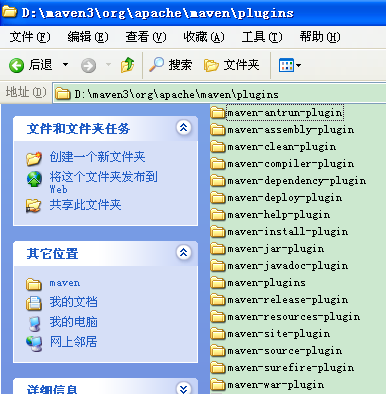 D:\maven3\org\apache\maven\plugins
文件(F) 编辑(E) 查看(V) 收藏(A) 工具(T) 帮助(H)
后退 搜索 文件夹
地址(D) D:\maven3\org\apache\maven\plugins
文件和文件夹任务
创建一个新文件夹
将这个文件夹发布到
Web
共享此文件夹
其它位置
maven
我的文档
我的电脑
网上邻居
详细信息
maven-antrun-plugin
maven-assembly-plugin
maven-clean-plugin
maven-compiler-plugin
maven-dependency-plugin
maven-deploy-plugin
maven-help-plugin
maven-install-plugin
maven-jar-plugin
maven-javadoc-plugin
maven-plugins
maven-release-plugin
maven-resources-plugin
maven-site-plugin
maven-source-plugin
maven-surefire-plugin
maven-war-plugin